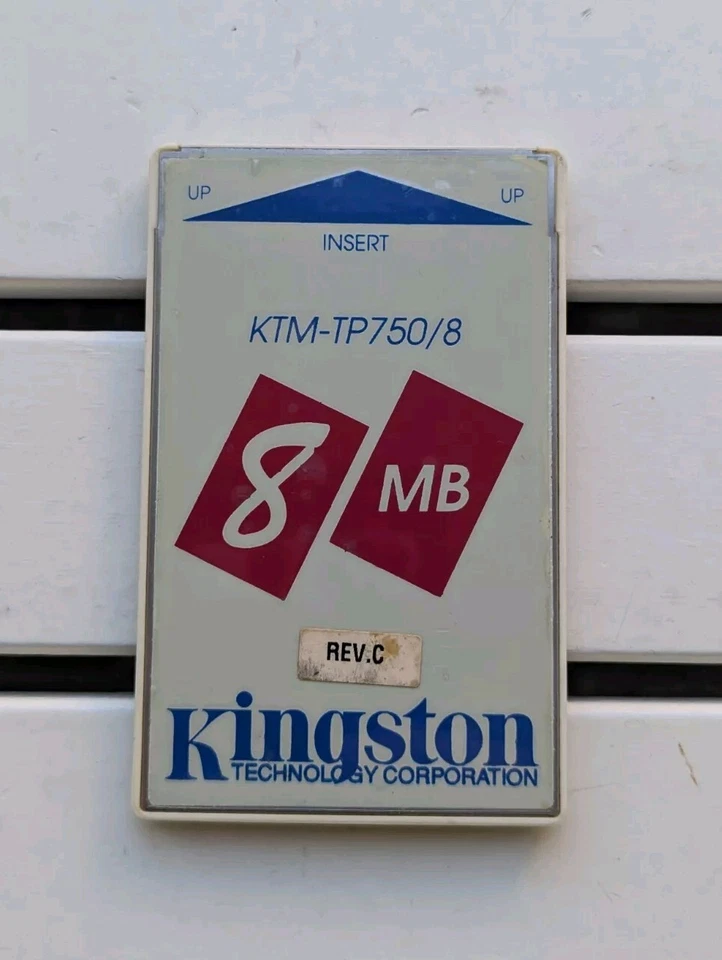 UP UP
INSERT
KTM-TP750/8
8 MB
REV.C
Kingston
TECHNOLOGY CORPORATION